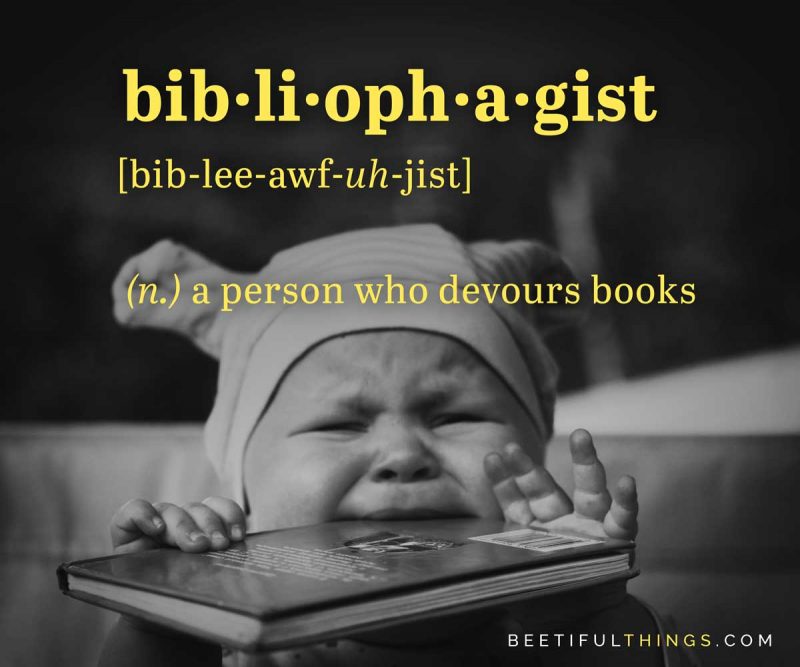 bib·li·oph·a·gist
[bib-lee-awf-uh-jist]
(n.) a person who devours books
BEETIFULTHINGS.COM